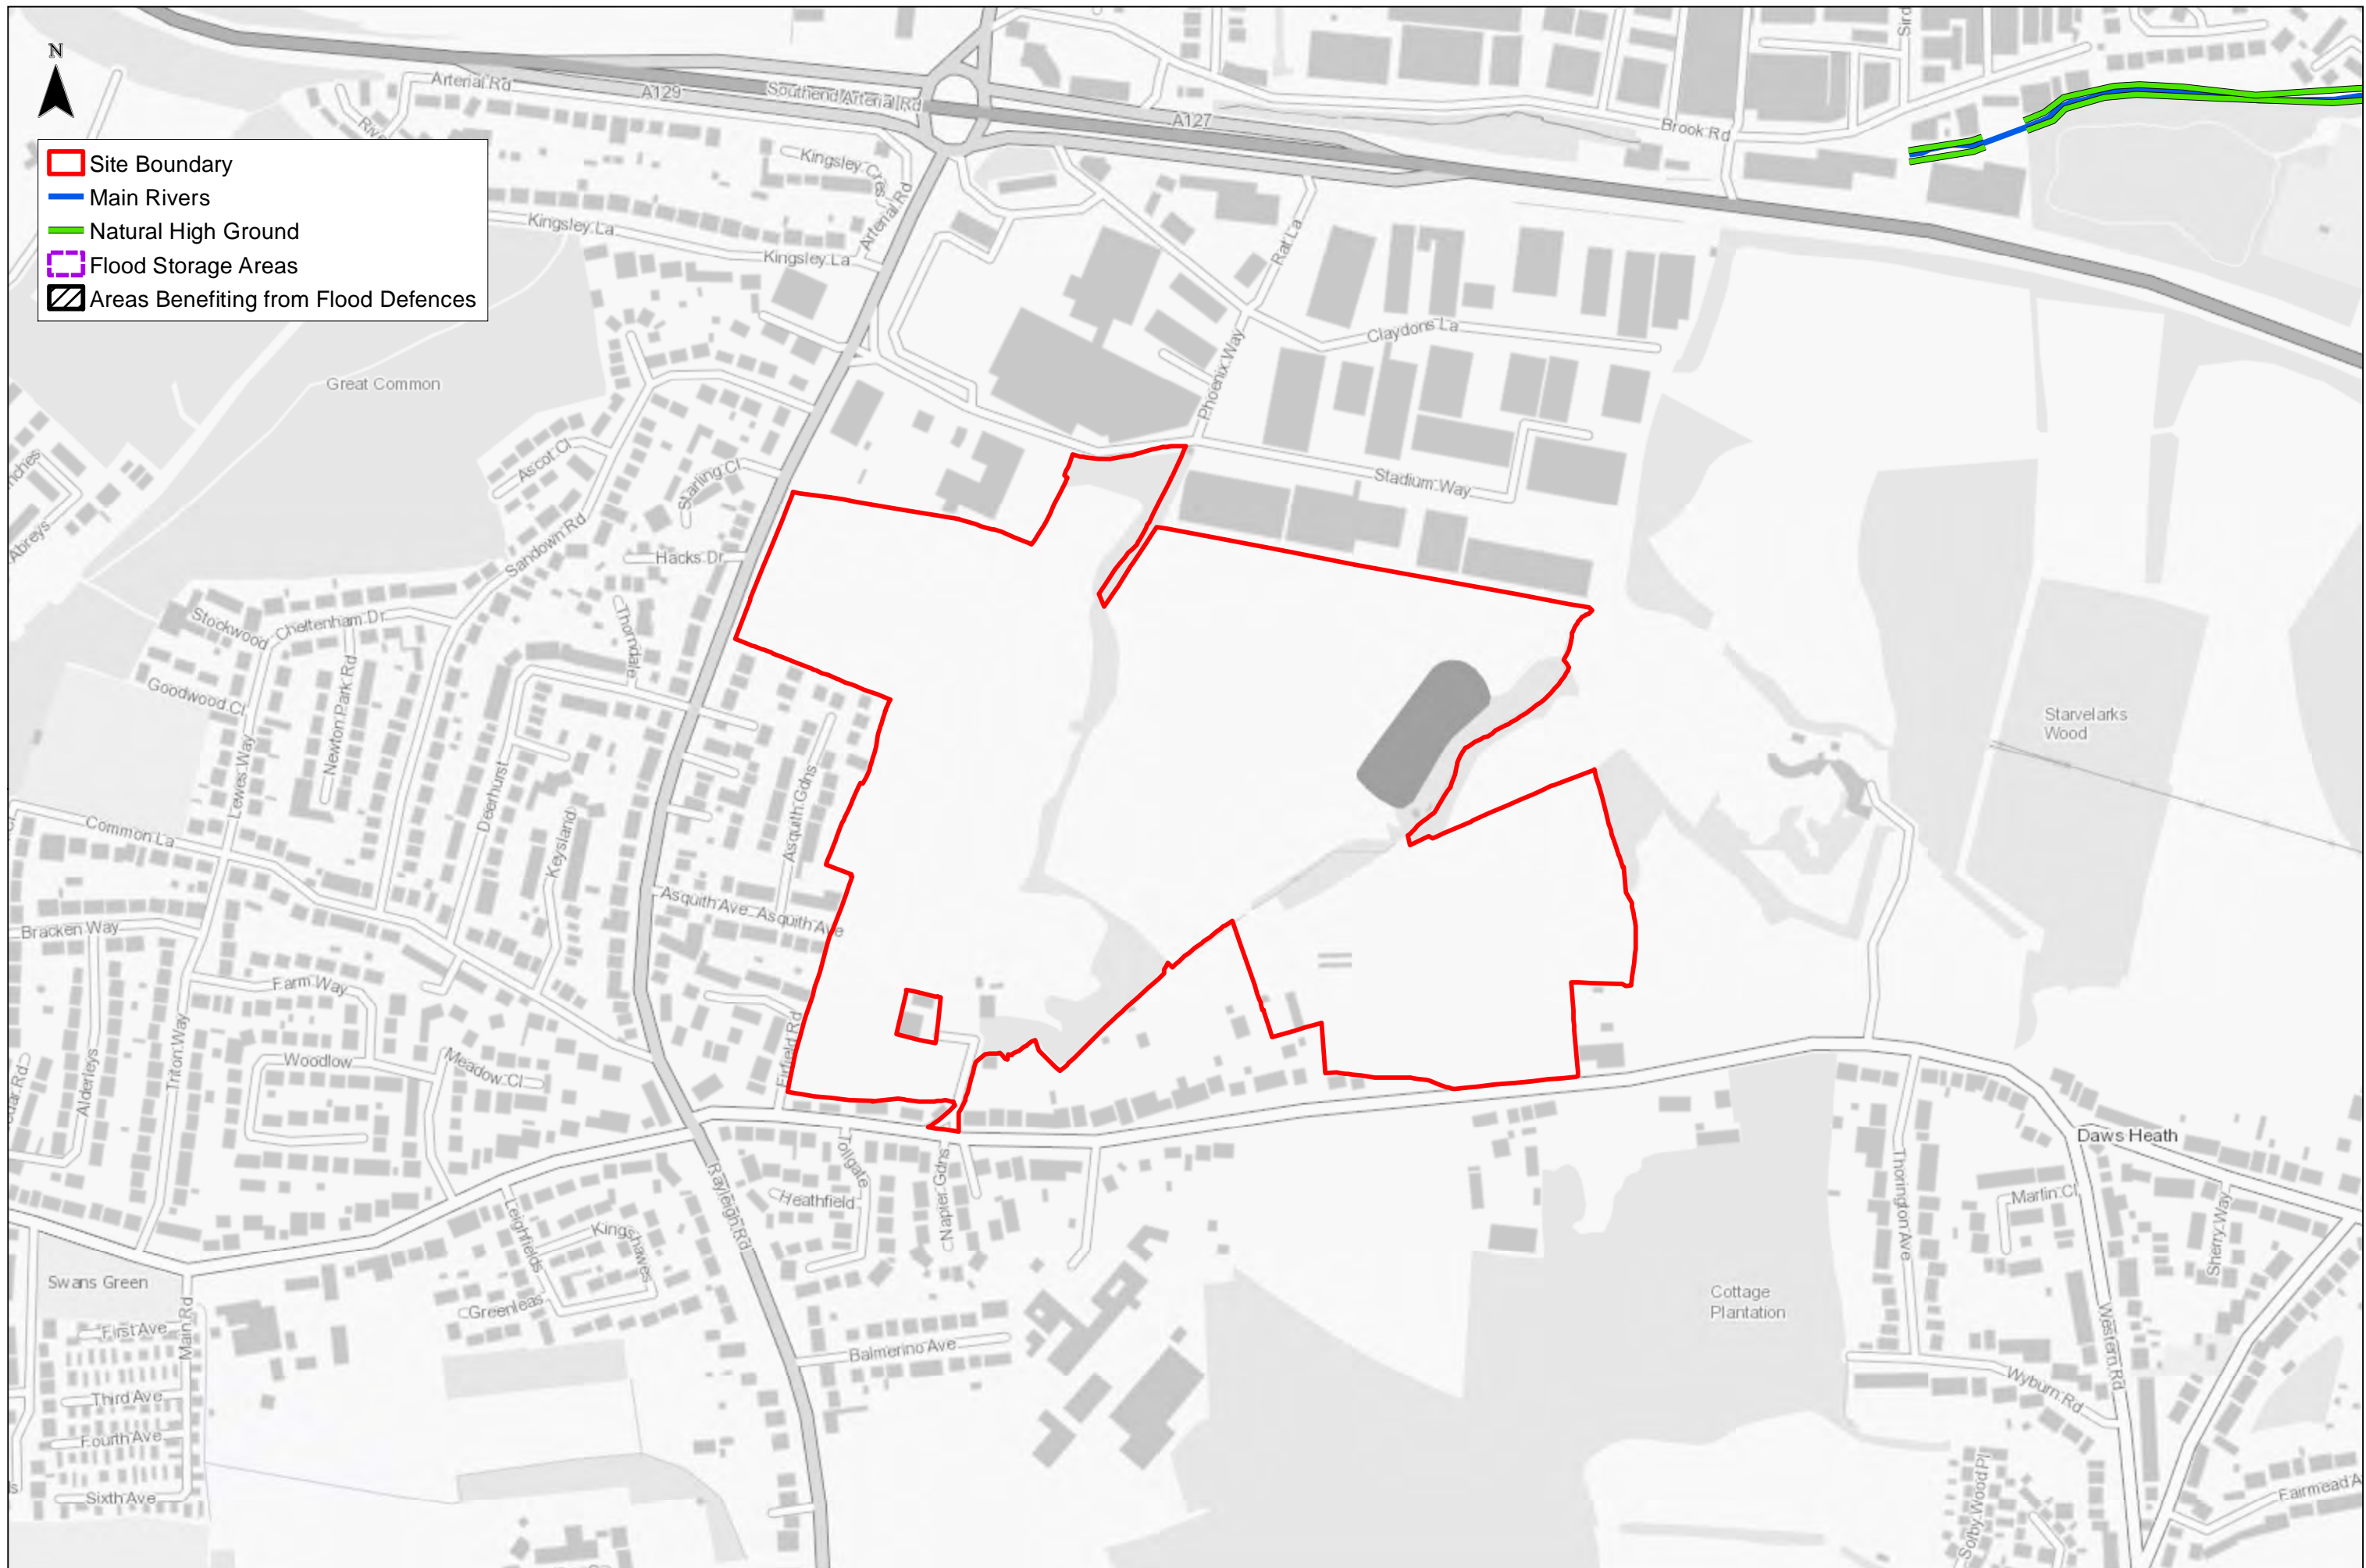 N
Site Boundary
Main Rivers
Natural High Ground
Flood Storage Areas
Areas Benefiting from Flood Defences
Arterial Rd
A129
Southend Arterial Rd
A127
Brook Rd
Kingsley Cres
Arterial Rd
Kingsley La
Kingsley La
Rat La
Claydons La
Phoenix Way
Great Common
Stadium Way
Ascot Cl
Starling Cl
Abreys
Sandown Rd
Hacks Dr
Stockwood
Cheltenham Dr
Thorndale
Goodwood Cl
Newton Park Rd
Starvelarks
Wood
Lewes Way
Deerhurst
Asquith Gdns
Common La
Keysland
Asquith Ave
Asquith Ave
Bracken Way
Farm Way
Triton Way
Firfield Rd
Woodlow
Meadow Cl
Alderleys
Daws Heath
Tollgate
Rayleigh Rd
Heathfield
Napier Gdns
Thorington Ave
Martin Cl
Sherry Way
Leighfields
Kingshawes
Swans Green
Greenleas
Cottage
Plantation
Main Rd
First Ave
Balmerino Ave
Western Rd
Wyburn Rd
Third Ave
Fourth Ave
Sixth Ave
Solby Wood Pl
Fairmead A